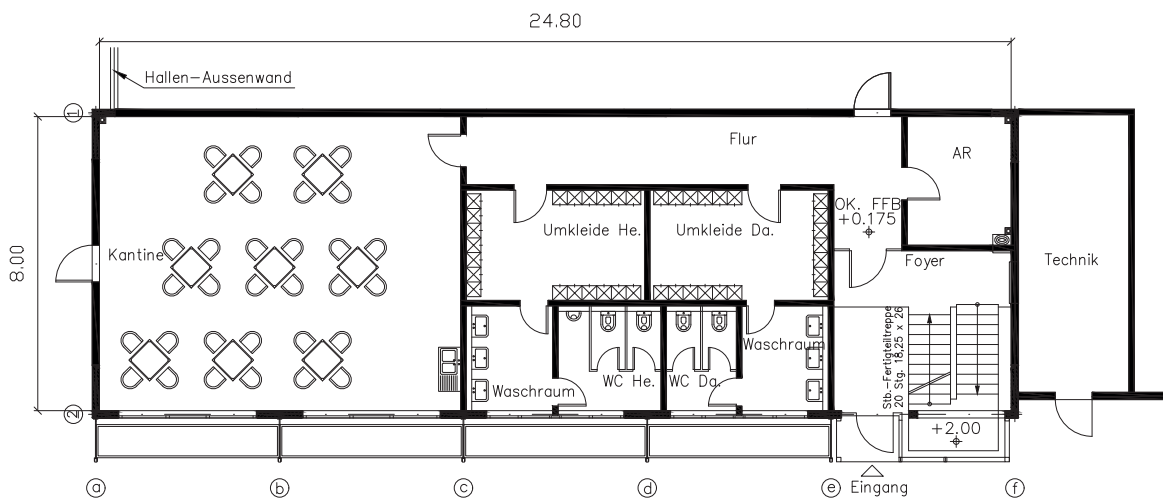 24.80
Hallen-Aussenwand
1
Flur
AR
8.00
OK. FFB
+0.175
Umkleide He.
Umkleide Da.
Kantine
Foyer
Technik
Stb.-Fertigteiltreppe
20 Stg. 18,25 x 26
Waschraum
Waschraum
WC He.
WC Da.
2
+2.00
a
b
c
d
e
Eingang
f